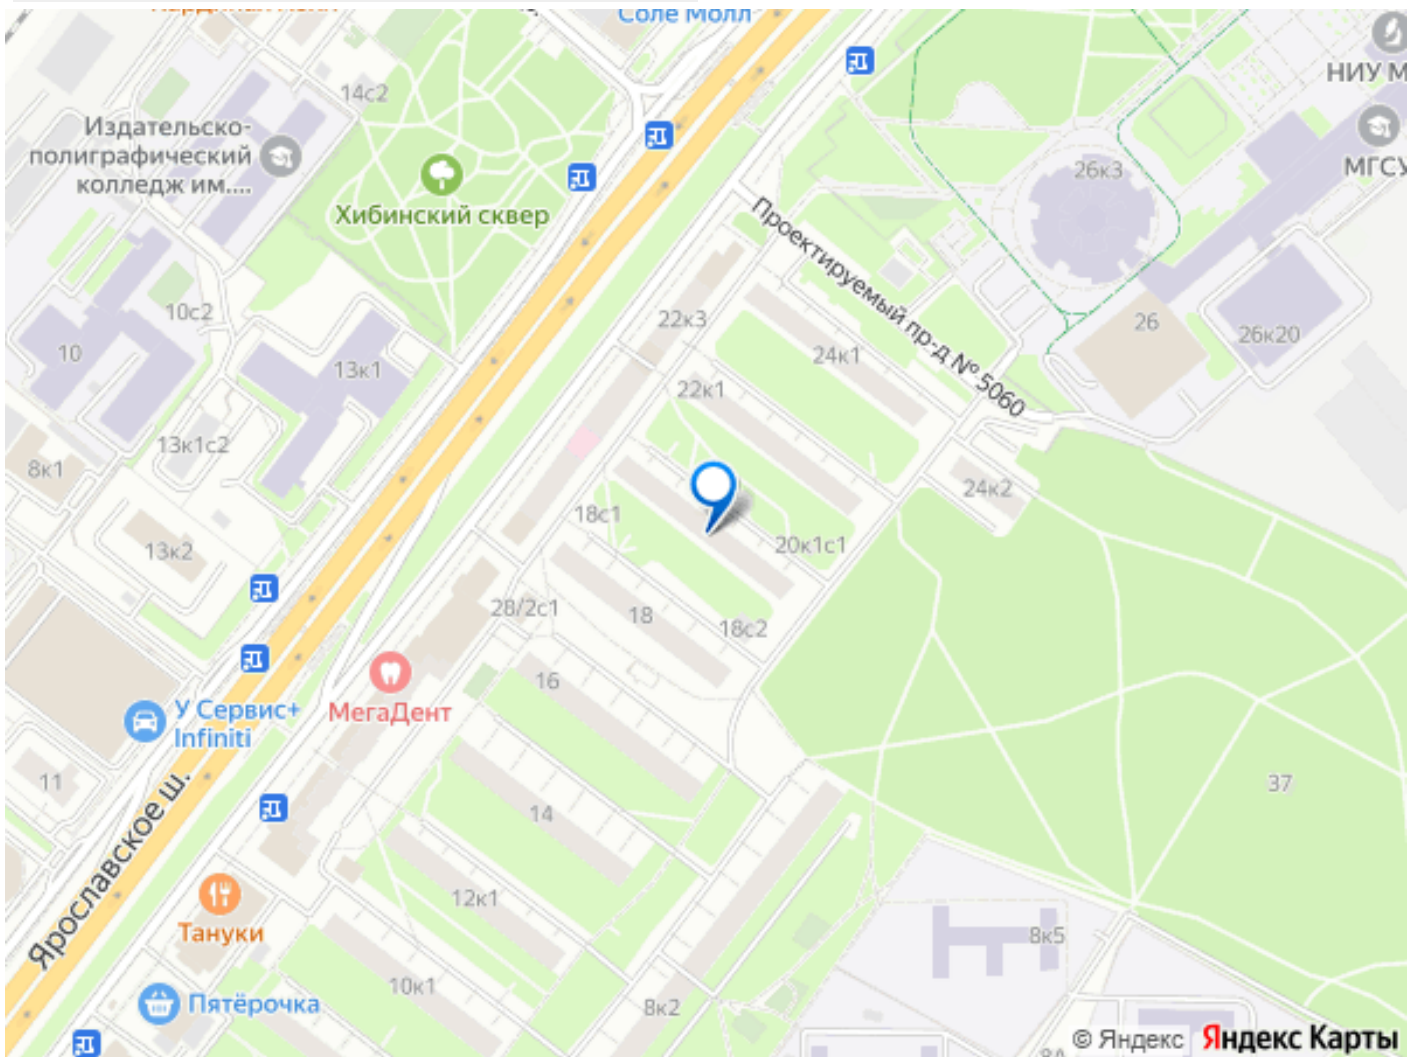 Соле Молл
14с2
НИУ М
Издательско-
полиграфический
колледж им....
МГСУ
26к3
Хибинский сквер
Проектируемый пр-д № 5060
10с2
22к3
26
26к20
10
13к1
24к1
22к1
13к1с2
8к1
24к2
18с1
13к2
20к1с1
28/2с1
18
18с2
16
У Сервис+
Infiniti
МегаДент
11
37
14
Ярославское ш.
12к1
Тануки
8к5
10к1
Пятёрочка
8к2
© Яндекс Яндекс Карты